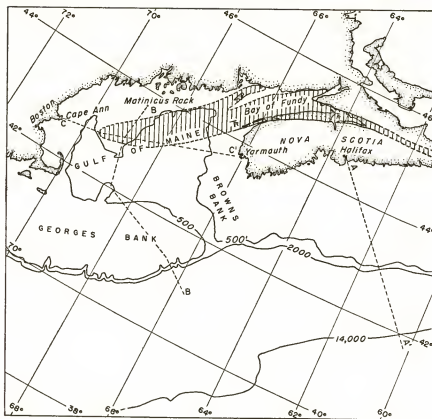 72°
44°
70°
68°
66°
64°
46°
Boston
Cape Ann
C
Matinicus Rock
B
Bay of Fundy
42°
GULF OF MAINE
C'
Yarmouth
NOVA SCOTIA
Halifax
A
BROWNS BANK
44°
500'
GEORGES BANK
500'
2000
70°
B
14,000
42°
68°
38°
66°
64°
62°
40°
60°